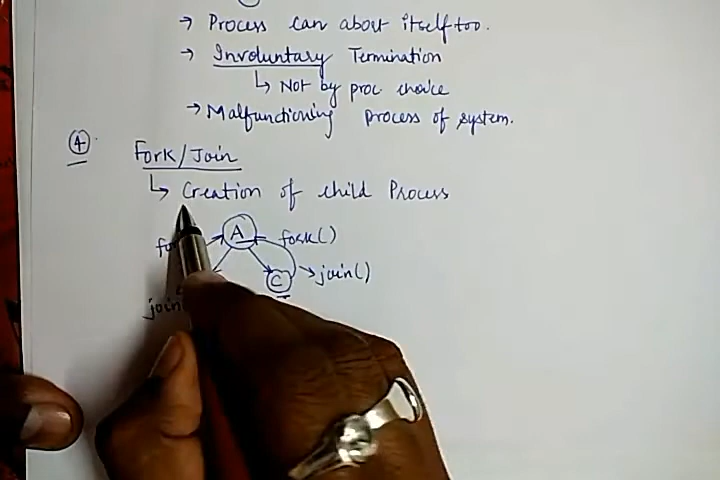 → Process can abort itself too.
→ Involuntary Termination
↳ Not by proc choice
→ Malfunctioning process of system.
④ Fork/Join
↳ Creation of child Process
A fork()
C → join()
join